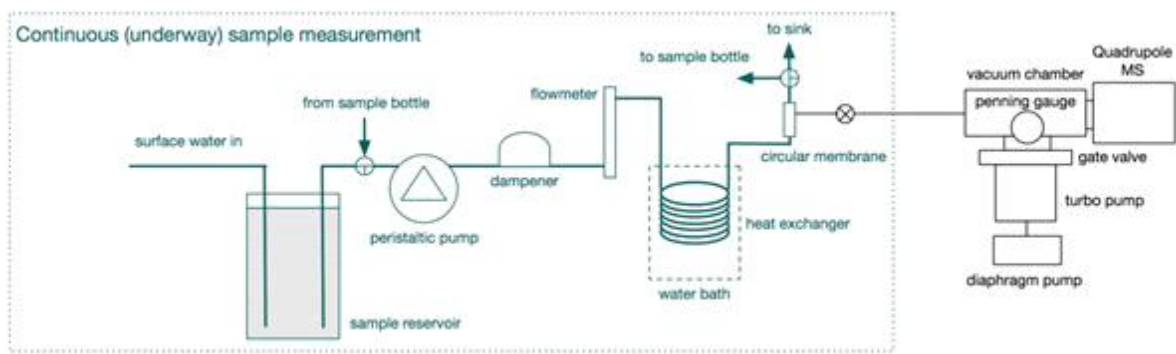 Continuous (underway) sample measurement
to sink
to sample bottle
Quadrupole
MS
vacuum chamber
penning gauge
flowmeter
from sample bottle
surface water in
circular membrane
gate valve
dampener
turbo pump
peristaltic pump
heat exchanger
diaphragm pump
water bath
sample reservoir